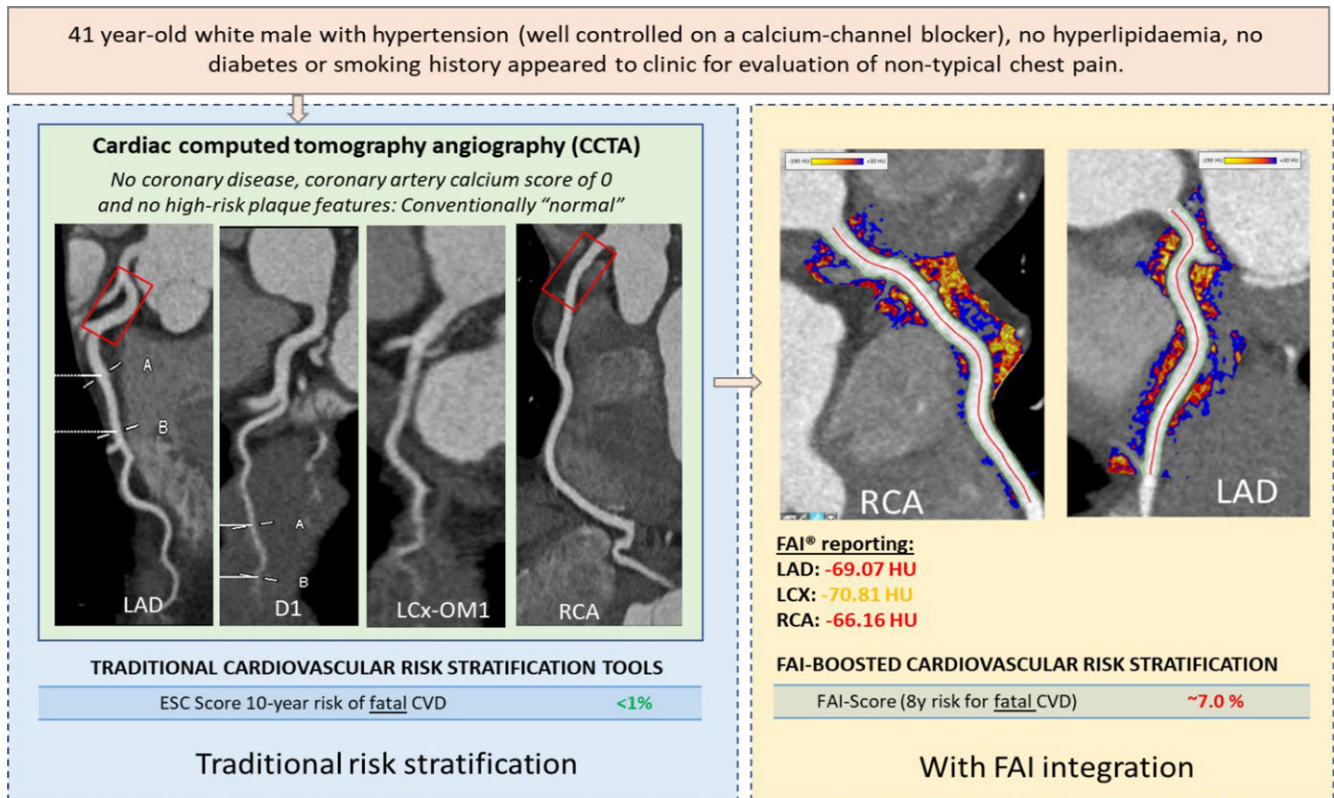 41 year-old white male with hypertension (well controlled on a calcium-channel blocker), no hyperlipidaemia, no
diabetes or smoking history appeared to clinic for evaluation of non-typical chest pain.
Cardiac computed tomography angiography (CCTA)
No coronary disease, coronary artery calcium score of 0
and no high-risk plaque features: Conventionally “normal”
A
B
LAD
A
B
D1
LCx-OM1
RCA
TRADITIONAL CARDIOVASCULAR RISK STRATIFICATION TOOLS
ESC Score 10-year risk of fatal CVD <1%
Traditional risk stratification
-190 HU +30 HU
RCA
-190 HU +30 HU
LAD
FAI® reporting:
LAD: -69.07 HU
LCX: -70.81 HU
RCA: -66.16 HU
FAI-BOOSTED CARDIOVASCULAR RISK STRATIFICATION
FAI-Score (8y risk for fatal CVD) ~7.0 %
With FAI integration